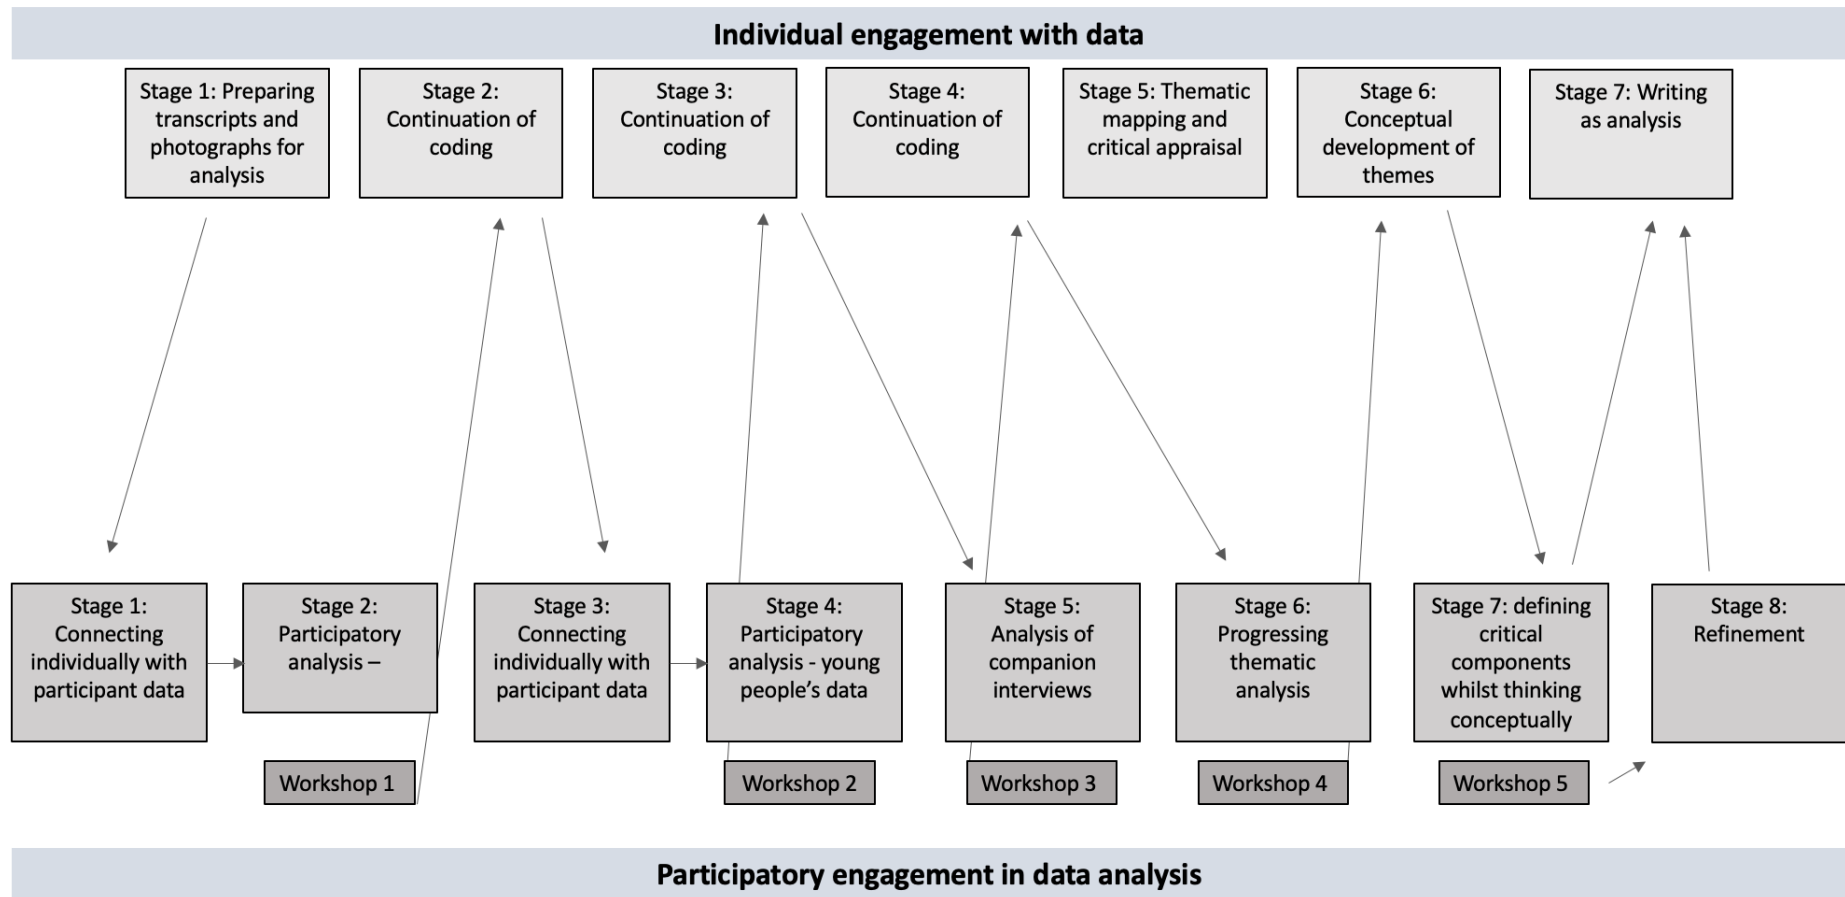 Individual engagement with data
Stage 1: Preparing
transcripts and
photographs for
analysis
Stage 2:
Continuation of
coding
Stage 3:
Continuation of
coding
Stage 4:
Continuation of
coding
Stage 5: Thematic
mapping and
critical appraisal
Stage 6:
Conceptual
development of
themes
Stage 7: Writing
as analysis
Stage 1:
Connecting
individually with
participant data
Stage 2:
Participatory
analysis –
Stage 3:
Connecting
individually with
participant data
Stage 4:
Participatory
analysis - young
people’s data
Stage 5:
Analysis of
companion
interviews
Stage 6:
Progressing
thematic
analysis
Stage 7: defining
critical
components
whilst thinking
conceptually
Stage 8:
Refinement
Workshop 1
Workshop 2
Workshop 3
Workshop 4
Workshop 5
Participatory engagement in data analysis